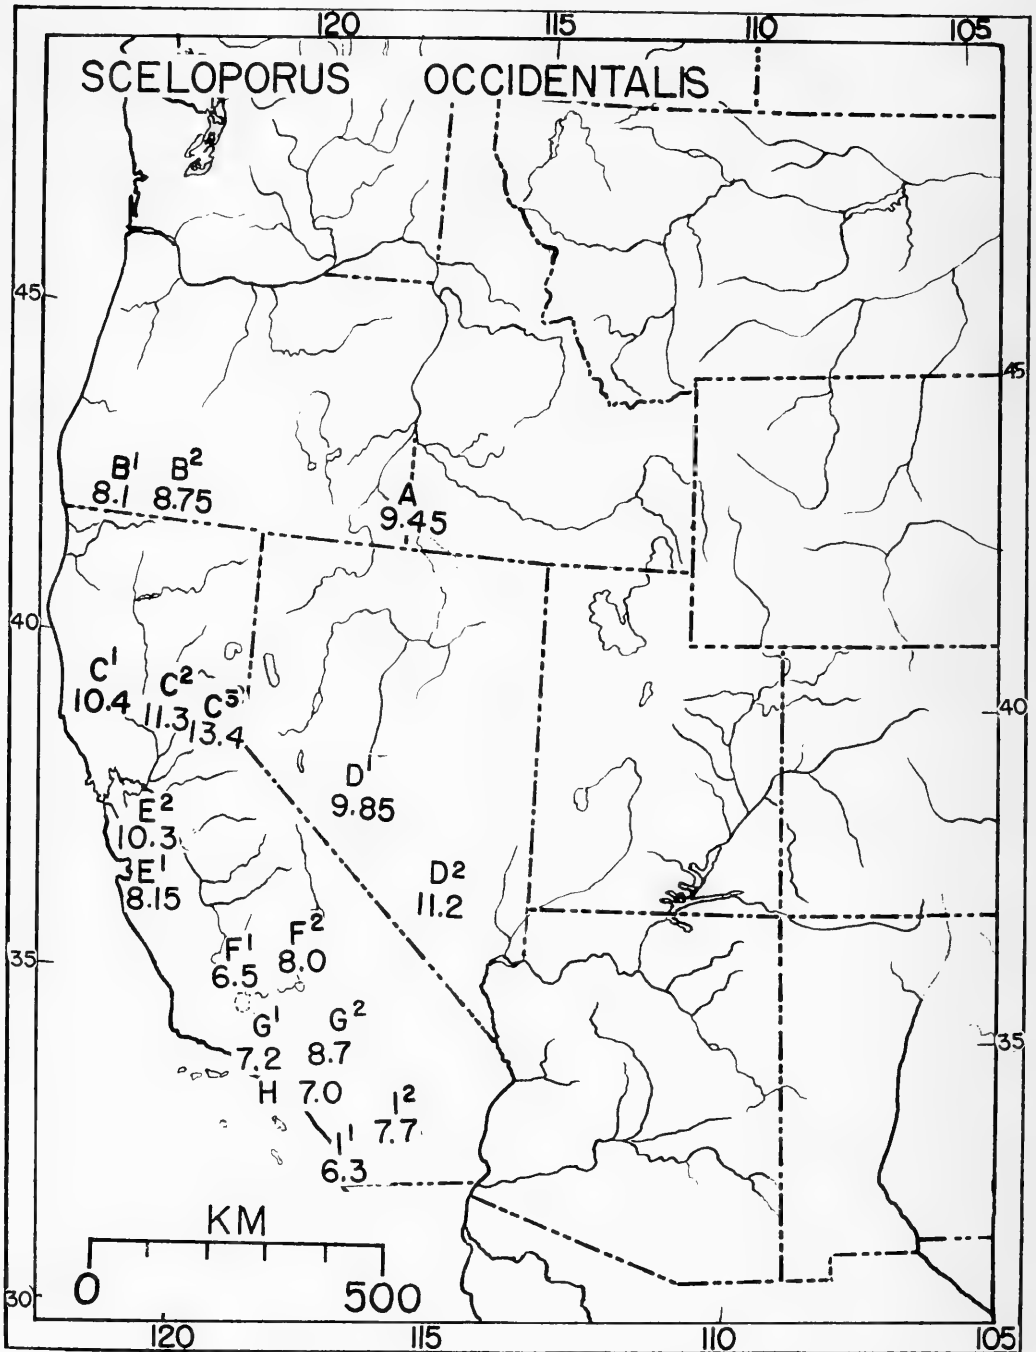 120 115 110 105
SCELOPORUS OCCIDENTALIS
45
45
B¹ B²
8.1 8.75
A
9.45
40
C¹
10.4
C²
11.3
C³
13.4
40
D¹
9.85
E²
10.3
E¹
8.15
D²
11.2
F¹
6.5
F²
8.0
35
G¹
7.2
G²
8.7
35
H 7.0
I²
7.7
I¹
6.3
KM
0 500
30
120 115 110 105